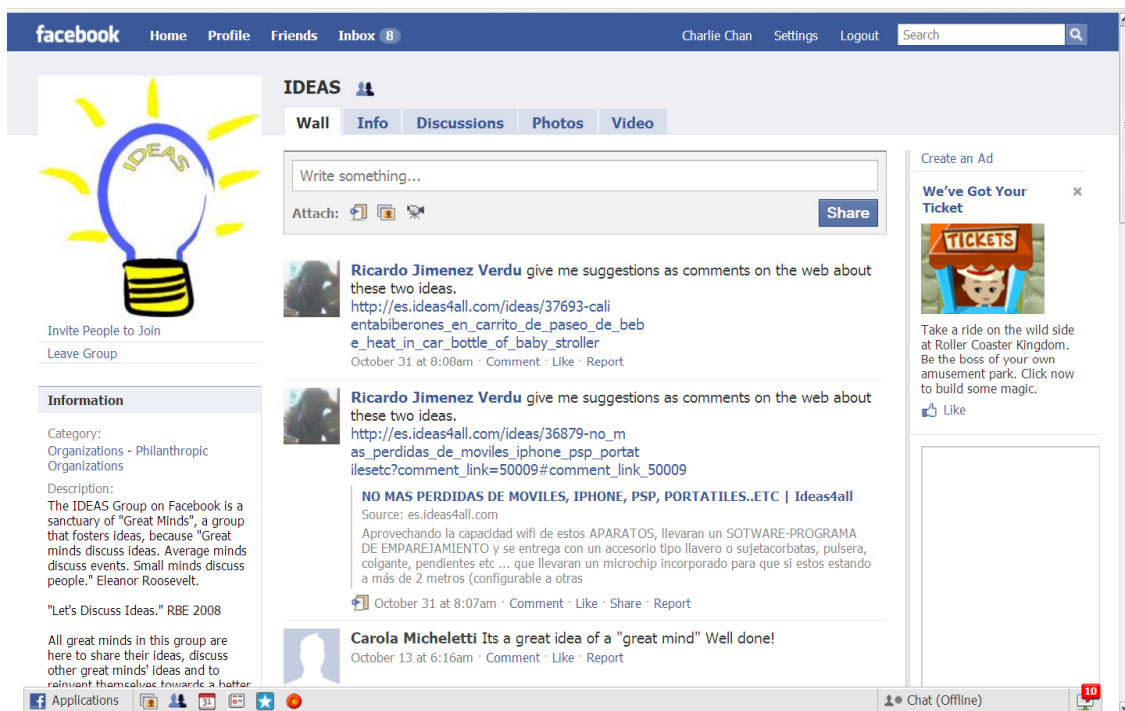 facebook Home Profile Friends Inbox 8 Charlie Chan Settings Logout Search
IDEAS
IDEAS
Wall Info Discussions Photos Video
Write something...
Attach: Share
Invite People to Join
Leave Group
Information
Category:
Organizations - Philanthropic
Organizations
Description:
The IDEAS Group on Facebook is a
sanctuary of "Great Minds", a group
that fosters ideas, because "Great
minds discuss ideas. Average minds
discuss events. Small minds discuss
people." Eleanor Roosevelt.
"Let's Discuss Ideas." RBE 2008
All great minds in this group are
here to share their ideas, discuss
other great minds' ideas and to
reinvent themselves towards a better
Ricardo Jimenez Verdu give me suggestions as comments on the web about
these two ideas.
http://es.ideas4all.com/ideas/37693-cali
entabiberones_en_carrito_de_paseo_de_beb
e_heat_in_car_bottle_of_baby_stroller
October 31 at 8:08am · Comment · Like · Report
Ricardo Jimenez Verdu give me suggestions as comments on the web about
these two ideas.
http://es.ideas4all.com/ideas/36879-no_m
as_perdidas_de_moviles_iphone_psp_portat
ilesetc?comment_link=50009#comment_link_50009
NO MAS PERDIDAS DE MOVILES, IPHONE, PSP, PORTATILES..ETC | Ideas4all
Source: es.ideas4all.com
Aprovechando la capacidad wifi de estos APARATOS, llevaran un SOTWARE-PROGRAMA
DE EMPAREJAMIENTO y se entrega con un accesorio tipo llavero o sujetacorbatas, pulsera,
colgante, pendientes etc ... que llevaran un microchip incorporado para que si estos estando
a más de 2 metros (configurable a otras
October 31 at 8:07am · Comment · Like · Share · Report
Carola Micheletti Its a great idea of a "great mind" Well done!
October 13 at 6:16am · Comment · Like · Report
Create an Ad
We've Got Your
Ticket
TICKETS
Take a ride on the wild side
at Roller Coaster Kingdom.
Be the boss of your own
amusement park. Click now
to build some magic.
Like
Applications 31 Chat (Offline) 10